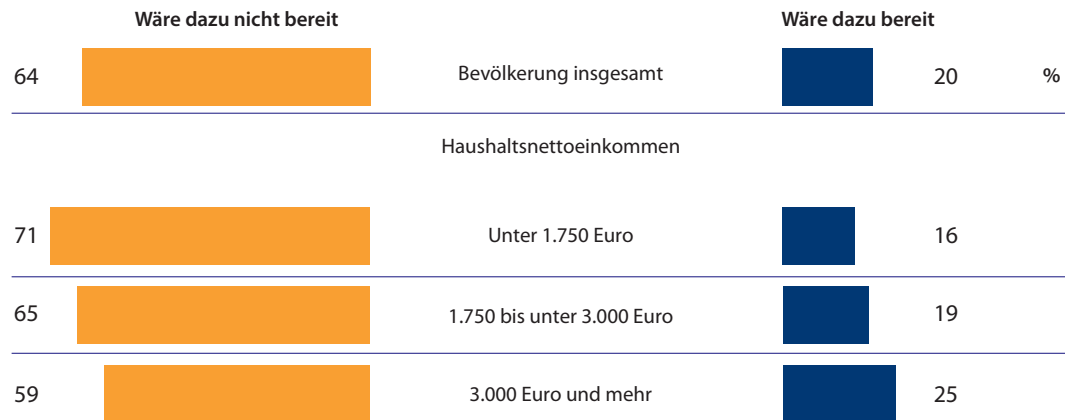 Wäre dazu nicht bereit Wäre dazu bereit
64 Bevölkerung insgesamt 20 %
Haushaltsnettoeinkommen
71 Unter 1.750 Euro 16
65 1.750 bis unter 3.000 Euro 19
59 3.000 Euro und mehr 25